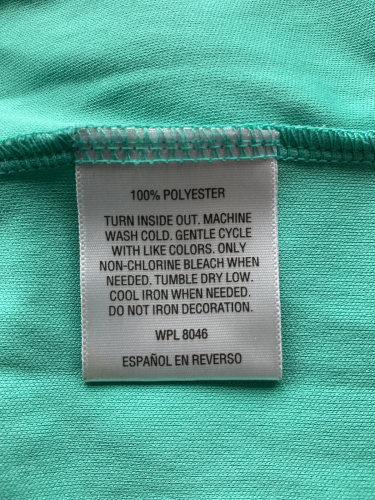 100% POLYESTER
TURN INSIDE OUT. MACHINE
WASH COLD. GENTLE CYCLE
WITH LIKE COLORS. ONLY
NON-CHLORINE BLEACH WHEN
NEEDED. TUMBLE DRY LOW.
COOL IRON WHEN NEEDED.
DO NOT IRON DECORATION.
WPL 8046
ESPAÑOL EN REVERSO